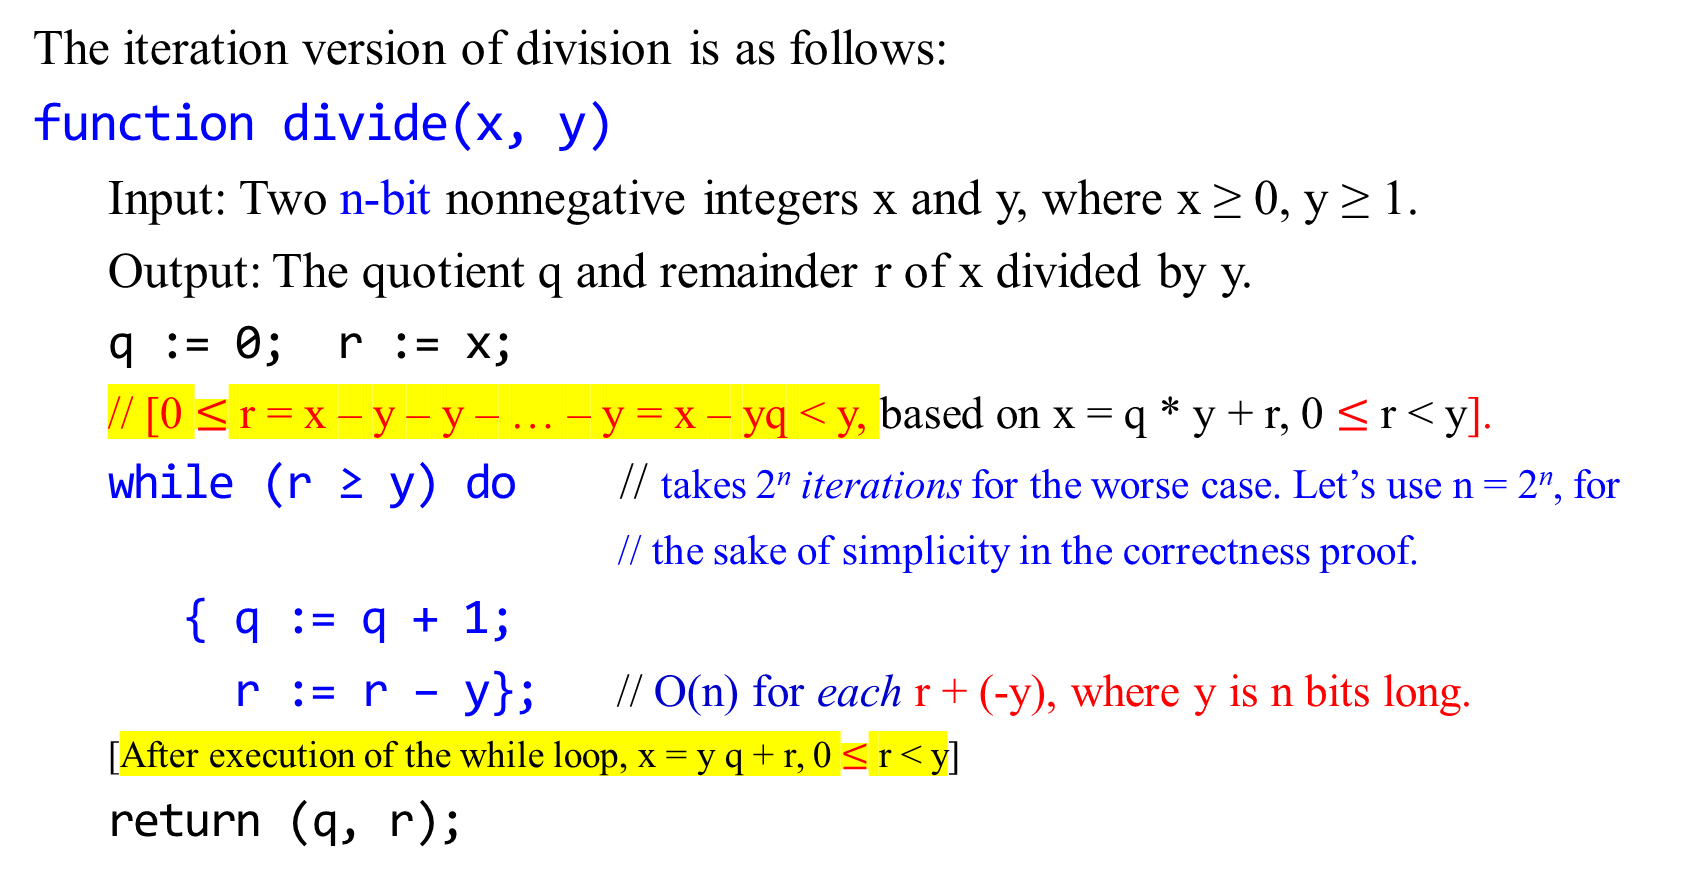 The iteration version of division is as follows:
function divide(x, y)
Input: Two n-bit nonnegative integers x and y, where x ≥ 0, y ≥ 1.
Output: The quotient q and remainder r of x divided by y.
q := 0;  r := x;
// [0 ≤ r = x – y – y – … – y = x – yq < y, based on x = q * y + r, 0 ≤ r < y].
while (r ≥ y) do // takes 2ⁿ iterations for the worse case. Let's use n = 2ⁿ, for
// the sake of simplicity in the correctness proof.
{ q := q + 1;
r := r – y}; // O(n) for each r + (-y), where y is n bits long.
[After execution of the while loop, x = y q + r, 0 ≤ r < y]
return (q, r);